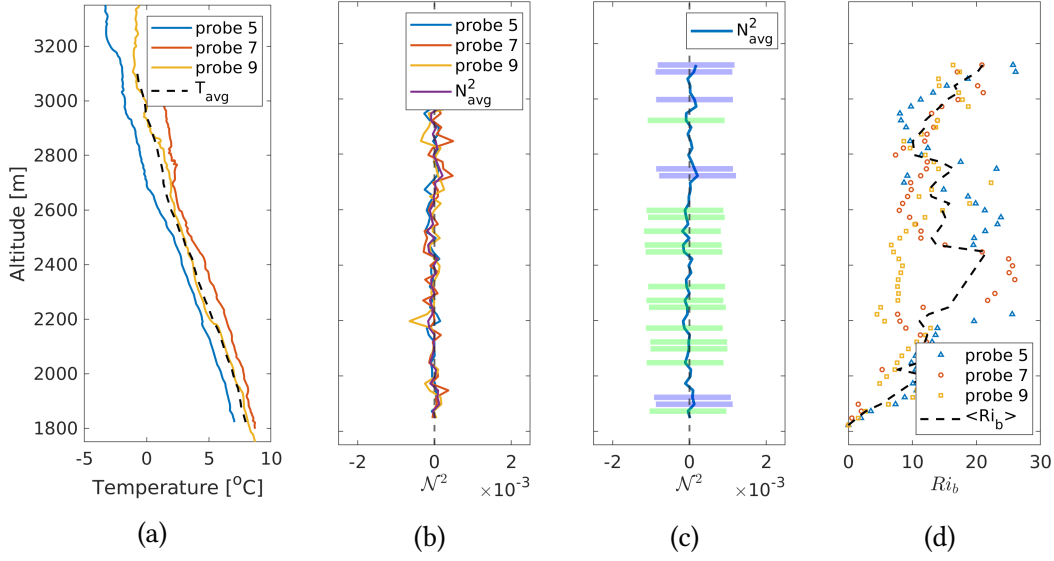 3200
3000
2800
2600
2400
2200
2000
1800
Altitude [m]
0
5
10
Temperature [°C]
probe 5
probe 7
probe 9
T_avg
(a)
probe 5
probe 7
probe 9
N²_avg
-2
0
2
𝒩²
×10⁻³
(b)
N²_avg
-2
0
2
𝒩²
×10⁻³
(c)
probe 5
probe 7
probe 9
<Ri_b>
0
10
20
30
Ri_b
(d)